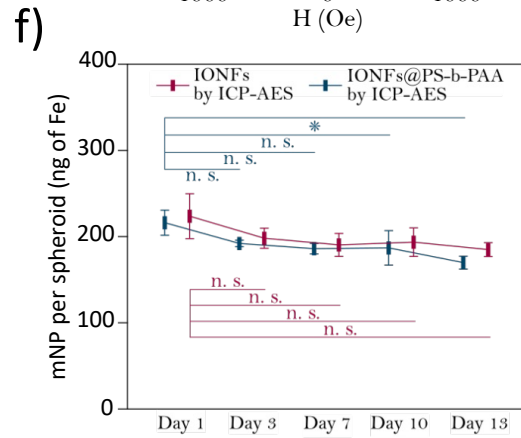 H (Oe)
f)
mNP per spheroid (ng of Fe)
400
300
200
100
0
IONFs
by ICP-AES
IONFs@PS-b-PAA
by ICP-AES
*
n. s.
n. s.
n. s.
n. s.
n. s.
n. s.
n. s.
Day 1 Day 3 Day 7 Day 10 Day 13